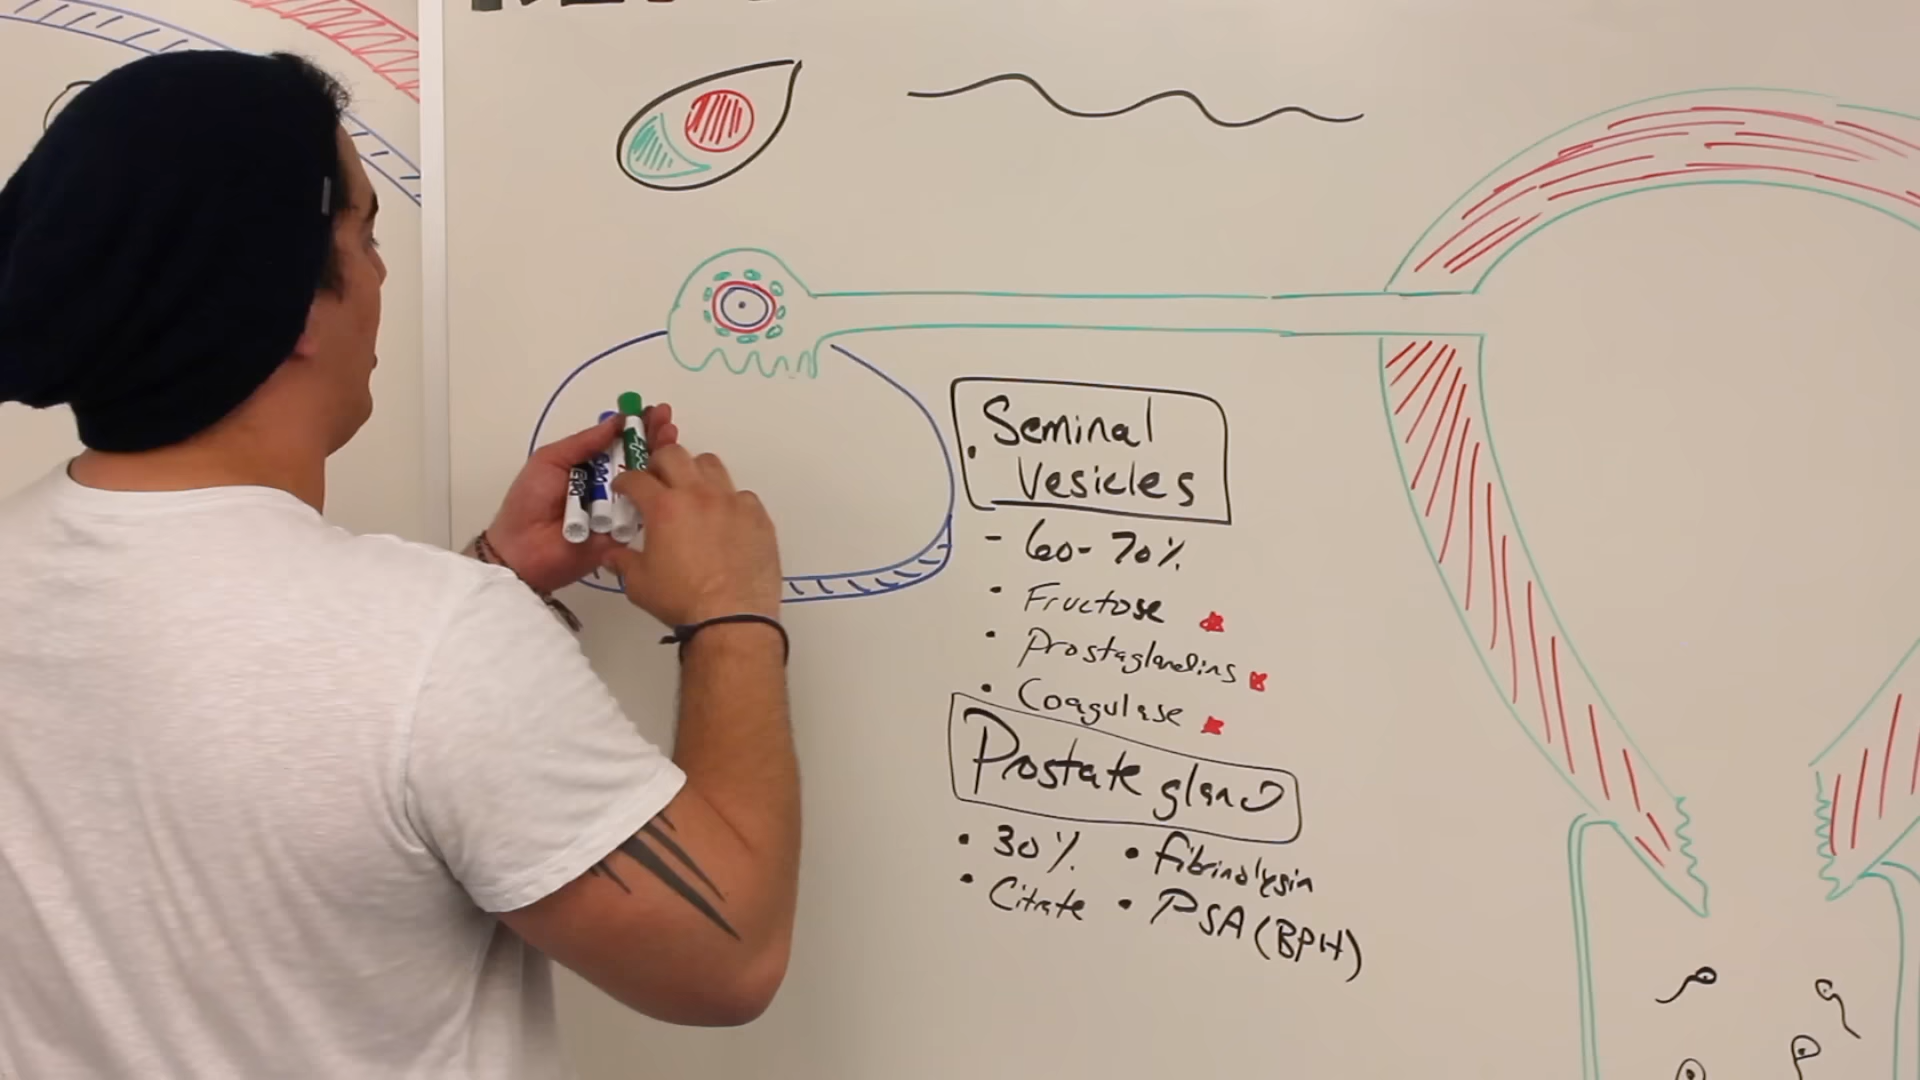 Seminal
Vesicles
- 60-70%
• Fructose
• Prostaglandins
• Coagulase
Prostate gland
• 30% • fibrinolysin
• Citrate • PSA (BPH)